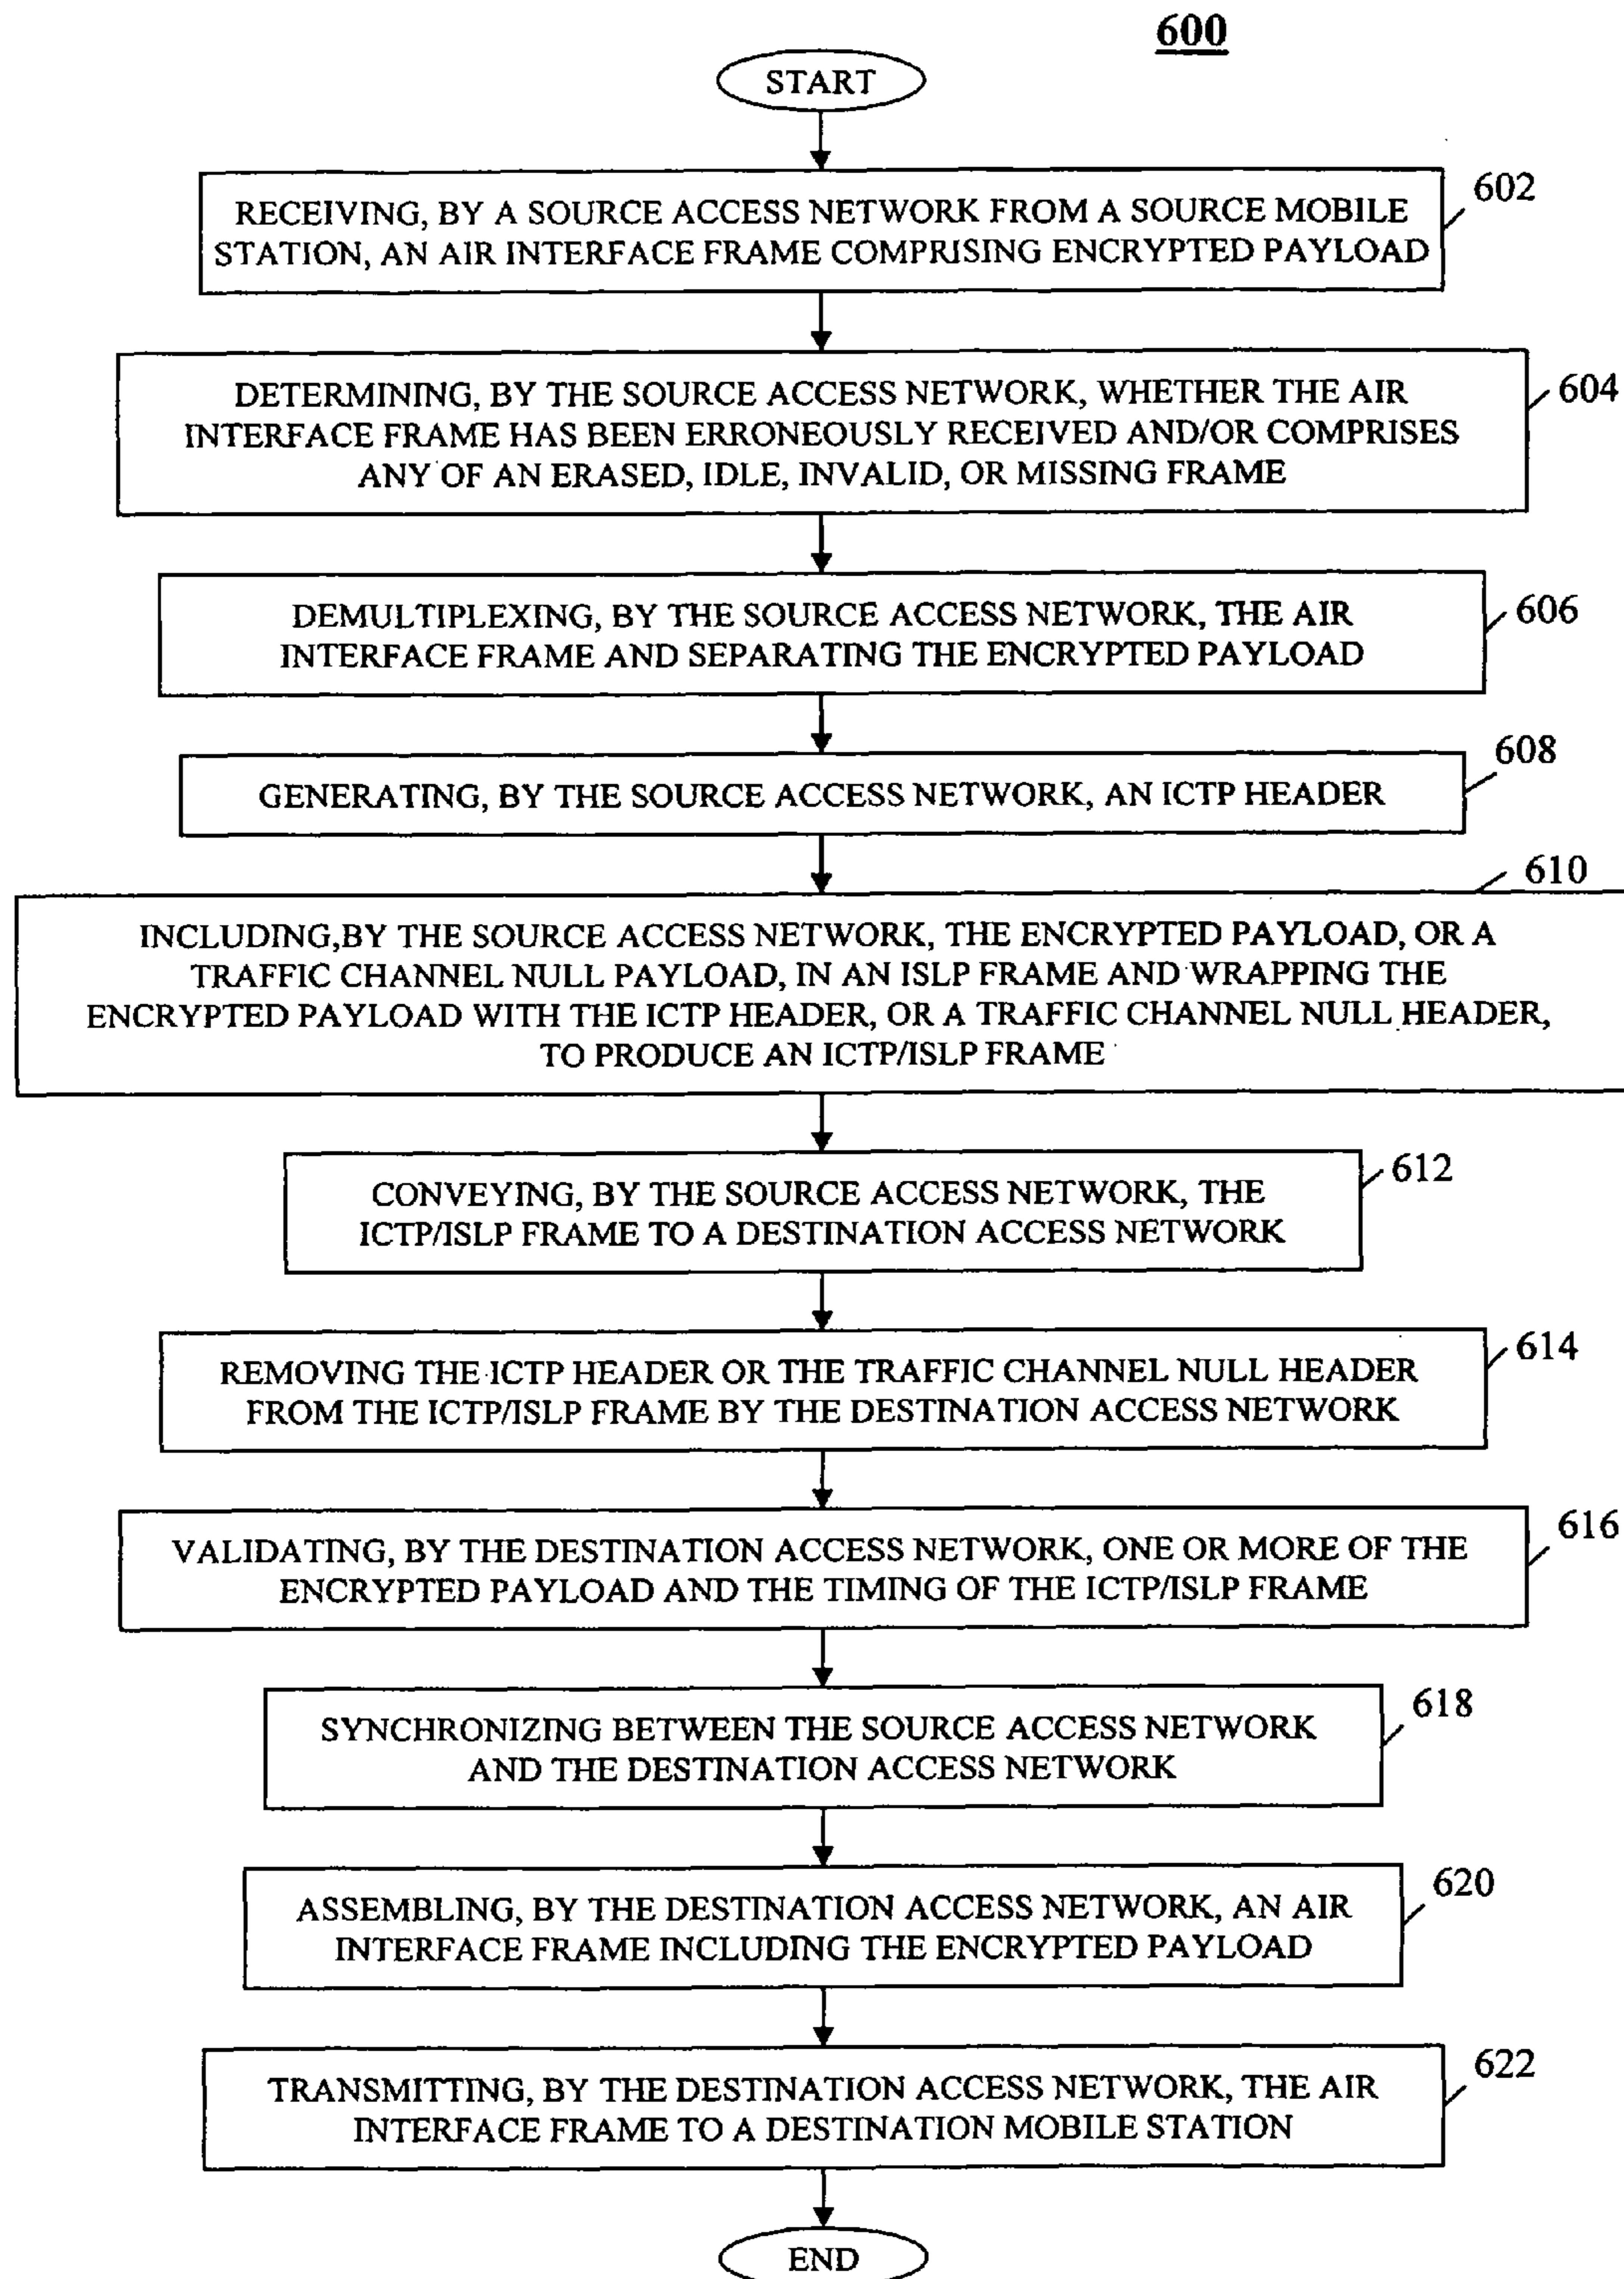 600
START
602
RECEIVING, BY A SOURCE ACCESS NETWORK FROM A SOURCE MOBILE
STATION, AN AIR INTERFACE FRAME COMPRISING ENCRYPTED PAYLOAD
604
DETERMINING, BY THE SOURCE ACCESS NETWORK, WHETHER THE AIR
INTERFACE FRAME HAS BEEN ERRONEOUSLY RECEIVED AND/OR COMPRISES
ANY OF AN ERASED, IDLE, INVALID, OR MISSING FRAME
606
DEMULTIPLEXING, BY THE SOURCE ACCESS NETWORK, THE AIR
INTERFACE FRAME AND SEPARATING THE ENCRYPTED PAYLOAD
608
GENERATING, BY THE SOURCE ACCESS NETWORK, AN ICTP HEADER
610
INCLUDING,BY THE SOURCE ACCESS NETWORK, THE ENCRYPTED PAYLOAD, OR A
TRAFFIC CHANNEL NULL PAYLOAD, IN AN ISLP FRAME AND WRAPPING THE
ENCRYPTED PAYLOAD WITH THE ICTP HEADER, OR A TRAFFIC CHANNEL NULL HEADER,
TO PRODUCE AN ICTP/ISLP FRAME
612
CONVEYING, BY THE SOURCE ACCESS NETWORK, THE
ICTP/ISLP FRAME TO A DESTINATION ACCESS NETWORK
614
REMOVING THE ICTP HEADER OR THE TRAFFIC CHANNEL NULL HEADER
FROM THE ICTP/ISLP FRAME BY THE DESTINATION ACCESS NETWORK
616
VALIDATING, BY THE DESTINATION ACCESS NETWORK, ONE OR MORE OF THE
ENCRYPTED PAYLOAD AND THE TIMING OF THE ICTP/ISLP FRAME
618
SYNCHRONIZING BETWEEN THE SOURCE ACCESS NETWORK
AND THE DESTINATION ACCESS NETWORK
620
ASSEMBLING, BY THE DESTINATION ACCESS NETWORK, AN AIR
INTERFACE FRAME INCLUDING THE ENCRYPTED PAYLOAD
622
TRANSMITTING, BY THE DESTINATION ACCESS NETWORK, THE AIR
INTERFACE FRAME TO A DESTINATION MOBILE STATION
END